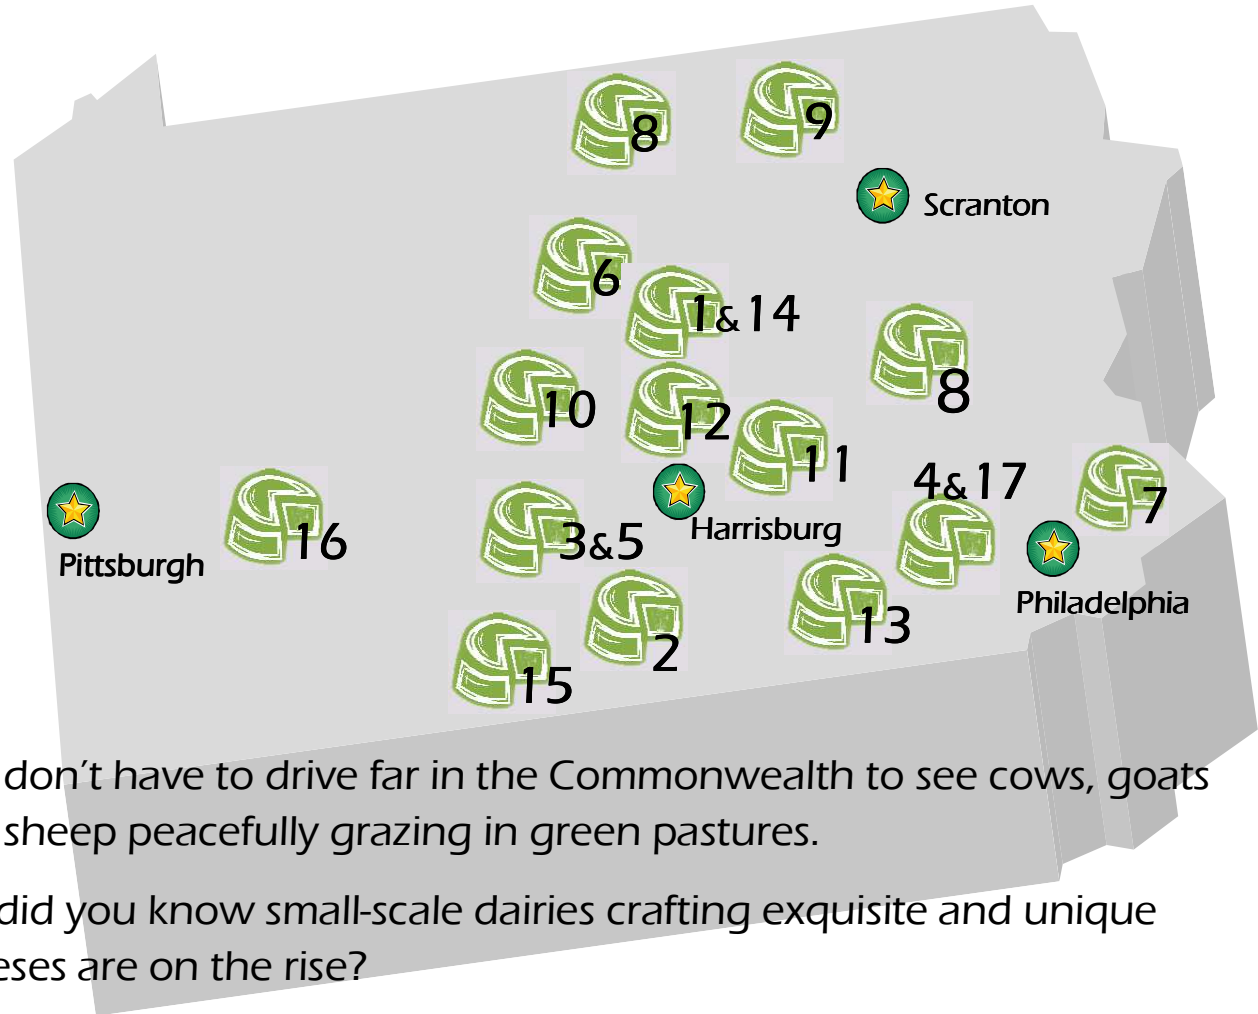 8
9
Scranton
6
1&14
8
10
12
11
4&17
7
16
3&5
Harrisburg
Pittsburgh
Philadelphia
13
2
15
don't have to drive far in the Commonwealth to see cows, goats
sheep peacefully grazing in green pastures.
did you know small-scale dairies crafting exquisite and unique
eses are on the rise?